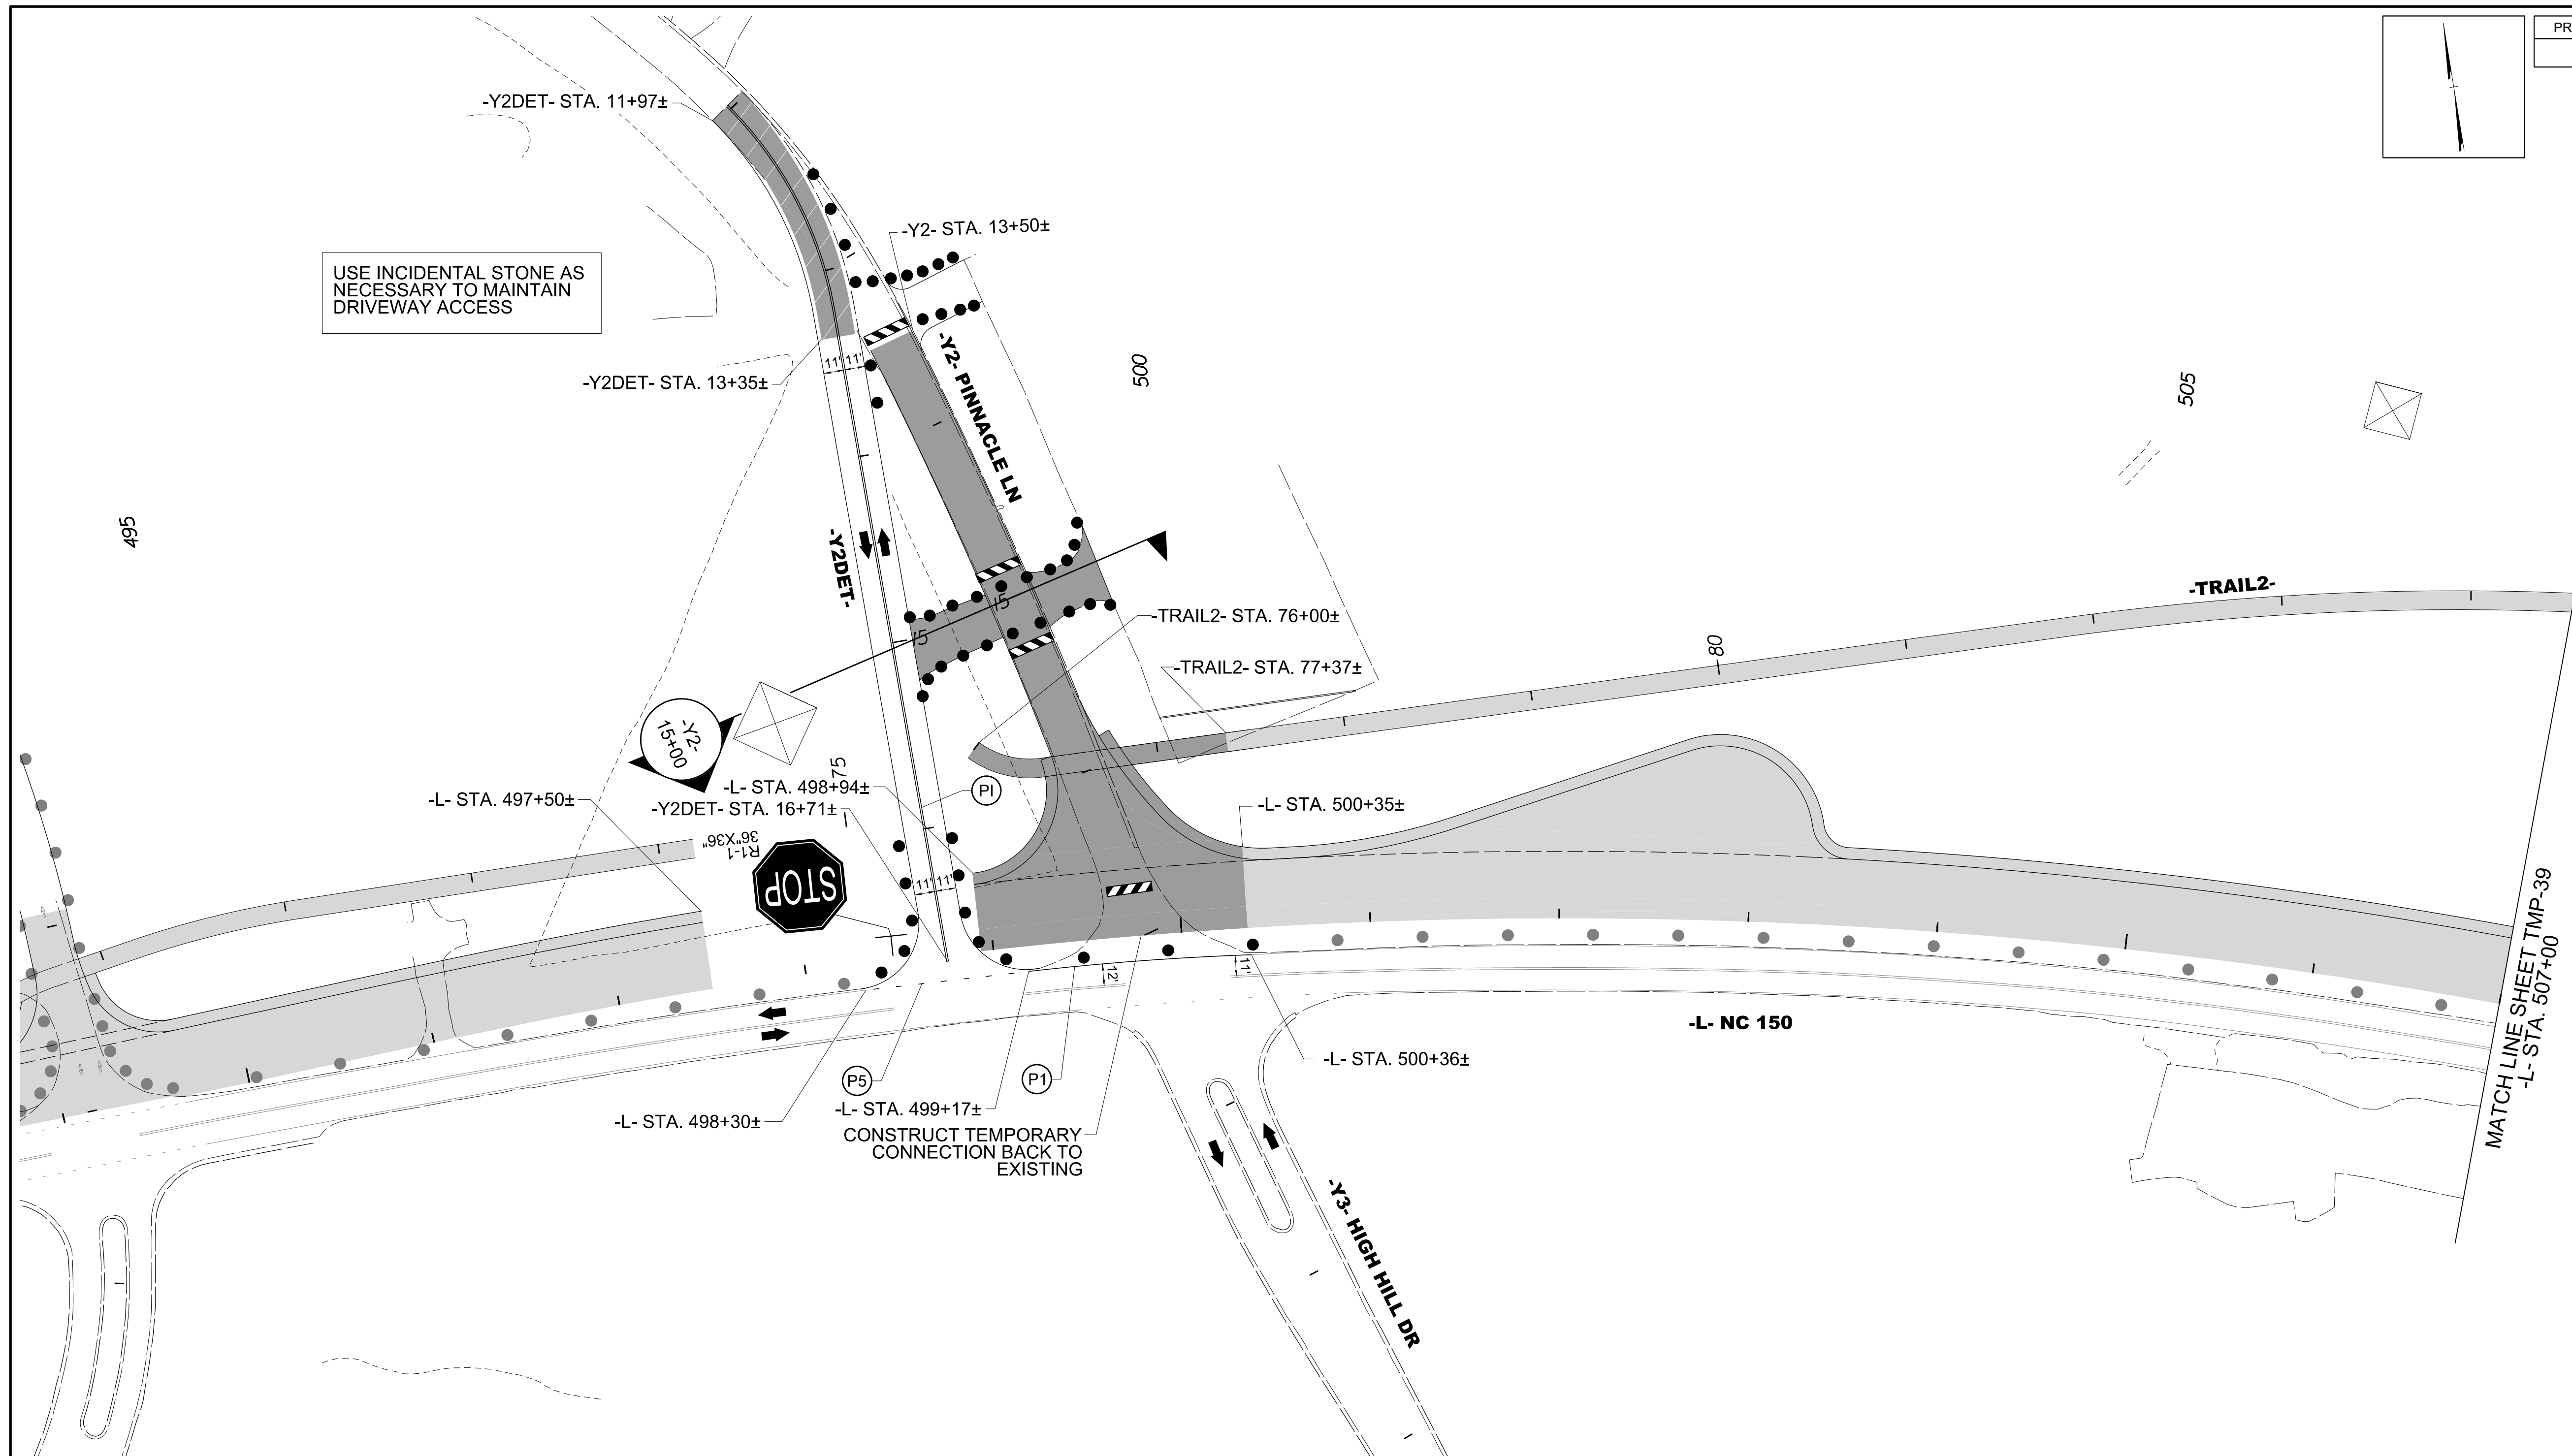 PR
-Y2DET- STA. 11+97±
-Y2- STA. 13+50±
USE INCIDENTAL STONE AS
NECESSARY TO MAINTAIN
DRIVEWAY ACCESS
-Y2- PINNACLE LN
500
505
11' 11'
-Y2DET- STA. 13+35±
495
-Y2DET-
15
15
-TRAIL2-
-TRAIL2- STA. 76+00±
80
-TRAIL2- STA. 77+37±
-Y2-
15+00
75
-L- STA. 498+94±
PI
-L- STA. 497+50±
-Y2DET- STA. 16+71±
-L- STA. 500+35±
R1-1
36"X36"
STOP
11' 11'
12'
11'
MATCH LINE SHEET TMP-39
-L- STA. 507+00
-L- NC 150
-L- STA. 500+36±
P5
P1
-L- STA. 499+17±
-L- STA. 498+30±
CONSTRUCT TEMPORARY
CONNECTION BACK TO
EXISTING
-Y3- HIGH HILL DR